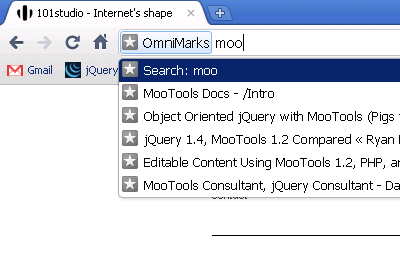 101studio - Internet's shape
OmniMarks moo
Gmail jQuery
Search: moo
MooTools Docs - /Intro
Object Oriented jQuery with MooTools (Pigs
jQuery 1.4, MooTools 1.2 Compared « Ryan
Editable Content Using MooTools 1.2, PHP, an
MooTools Consultant, jQuery Consultant - Da